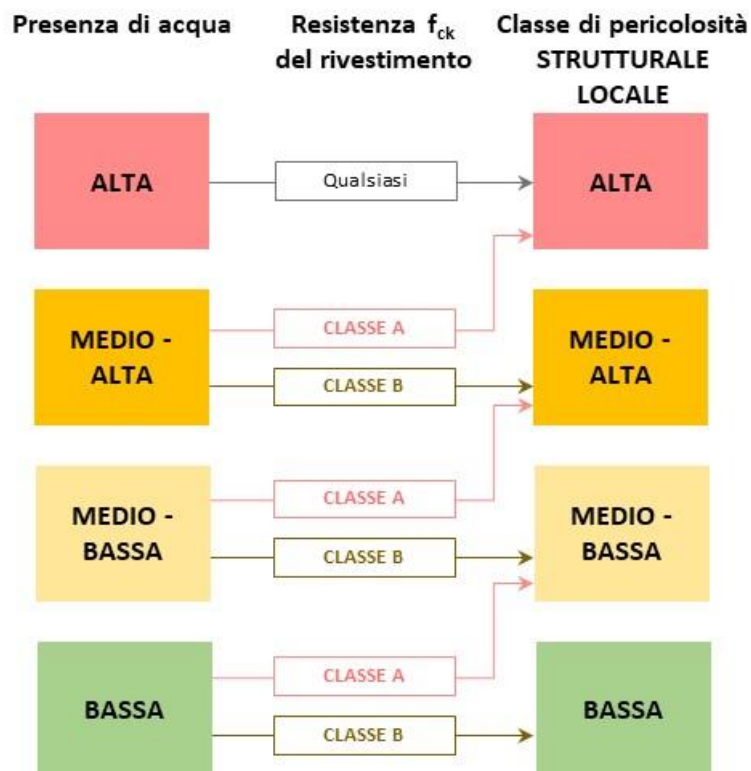 Presenza di acqua
Resistenza fck
del rivestimento
Classe di pericolosità
STRUTTURALE
LOCALE
ALTA
Qualsiasi
ALTA
MEDIO -
ALTA
CLASSE A
CLASSE B
MEDIO -
ALTA
MEDIO -
BASSA
CLASSE A
CLASSE B
MEDIO -
BASSA
BASSA
CLASSE A
CLASSE B
BASSA